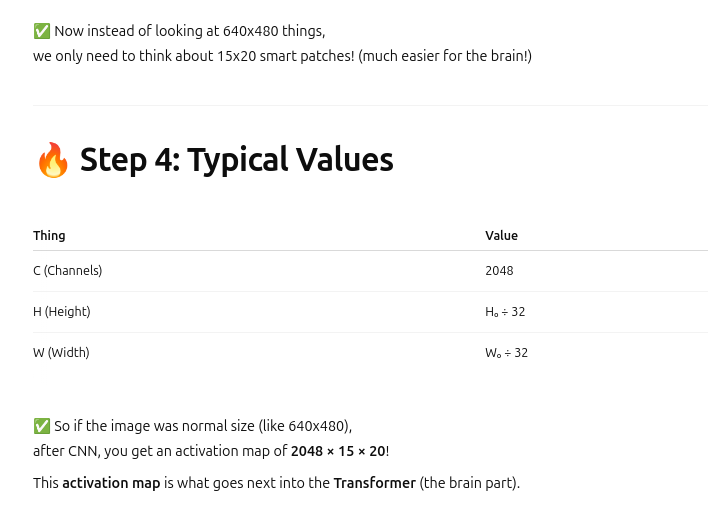 ✅ Now instead of looking at 640x480 things,
we only need to think about 15x20 smart patches! (much easier for the brain!)
🔥 Step 4: Typical Values
Thing Value
C (Channels) 2048
H (Height) H₀ ÷ 32
W (Width) W₀ ÷ 32
✅ So if the image was normal size (like 640x480),
after CNN, you get an activation map of 2048 × 15 × 20!
This activation map is what goes next into the Transformer (the brain part).